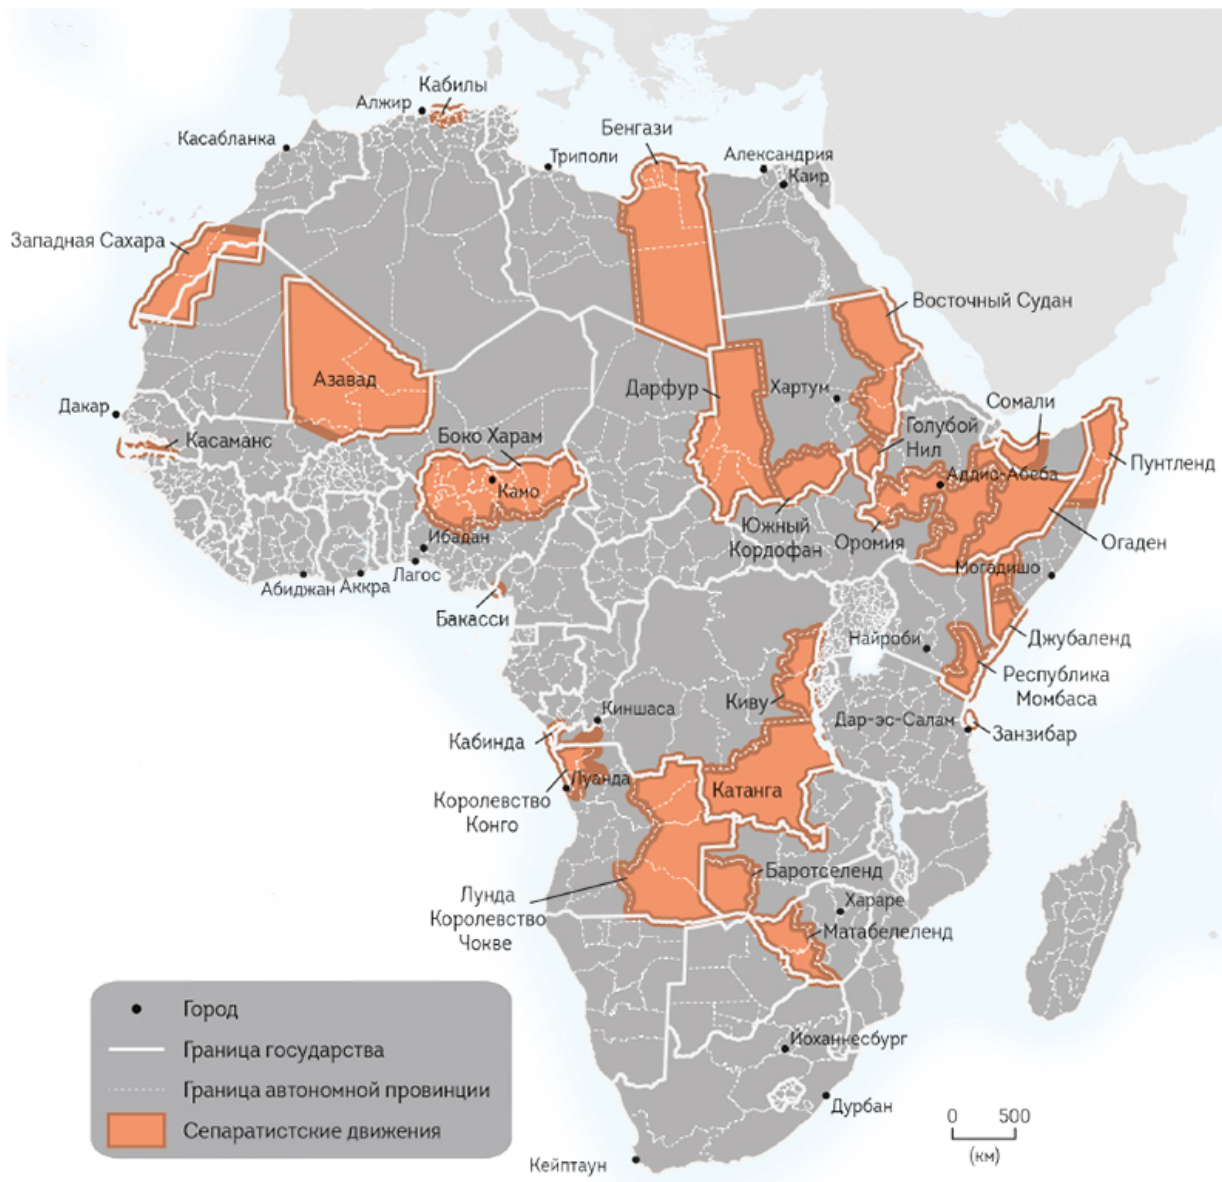 Кабилы
Алжир
Касабланка
Бенгази
Триполи
Александрия
Каир
Западная Сахара
Восточный Судан
Азавад
Дарфур
Хартум
Сомали
Дакар
Касаманс
Боко Харам
Голубой
Нил
Пунтленд
Аддис-Абеба
Камо
Южный
Кордофан
Оромия
Огаден
Ибадан
Лагос
Абиджан
Аккра
Могадишо
Бакасси
Джубаленд
Найроби
Республика
Момбаса
Киву
Киншаса
Дар-эс-Салам
Занзибар
Кабинда
Луанда
Катанга
Королевство
Конго
Баротселенд
Лунда
Королевство
Чокве
Хараре
Матабелеленд
Город
Граница государства
Граница автономной провинции
Сепаратистские движения
Йоханнесбург
Дурбан
0 500
(км)
Кейптаун